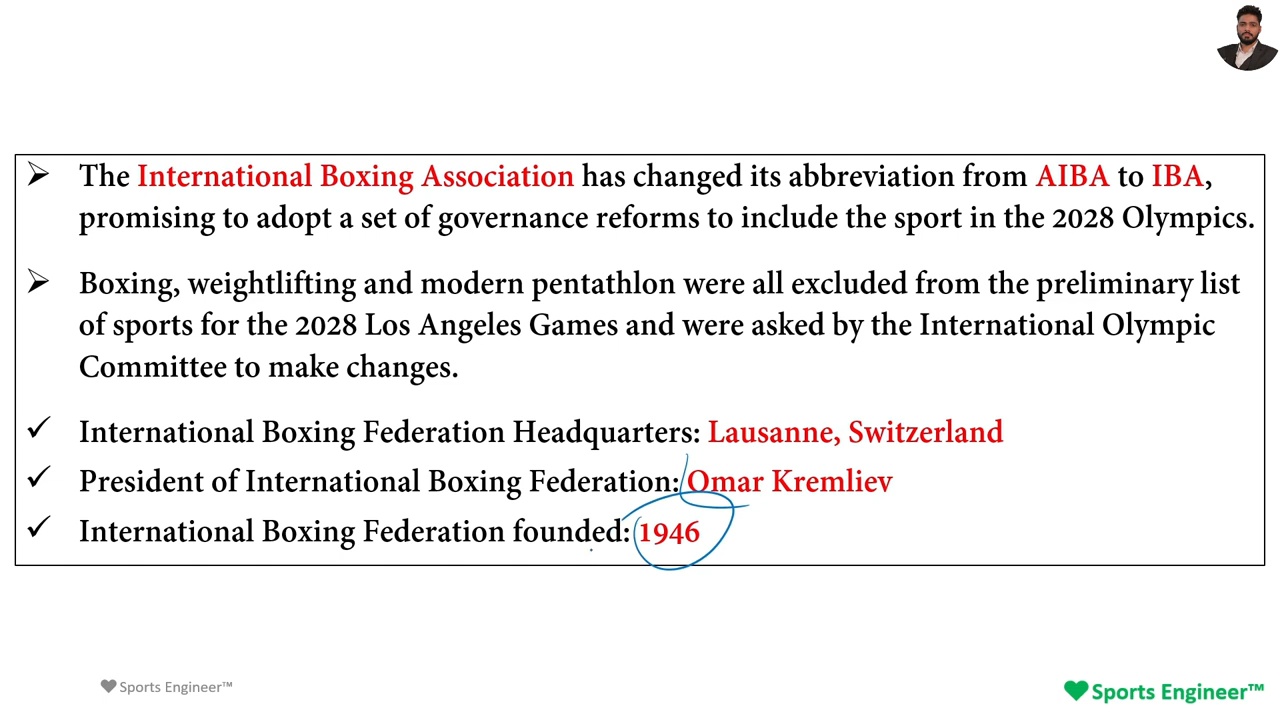 The International Boxing Association has changed its abbreviation from AIBA to IBA,
promising to adopt a set of governance reforms to include the sport in the 2028 Olympics.
Boxing, weightlifting and modern pentathlon were all excluded from the preliminary list
of sports for the 2028 Los Angeles Games and were asked by the International Olympic
Committee to make changes.
International Boxing Federation Headquarters: Lausanne, Switzerland
President of International Boxing Federation: Omar Kremliev
International Boxing Federation founded: 1946
Sports Engineer™
Sports Engineer™